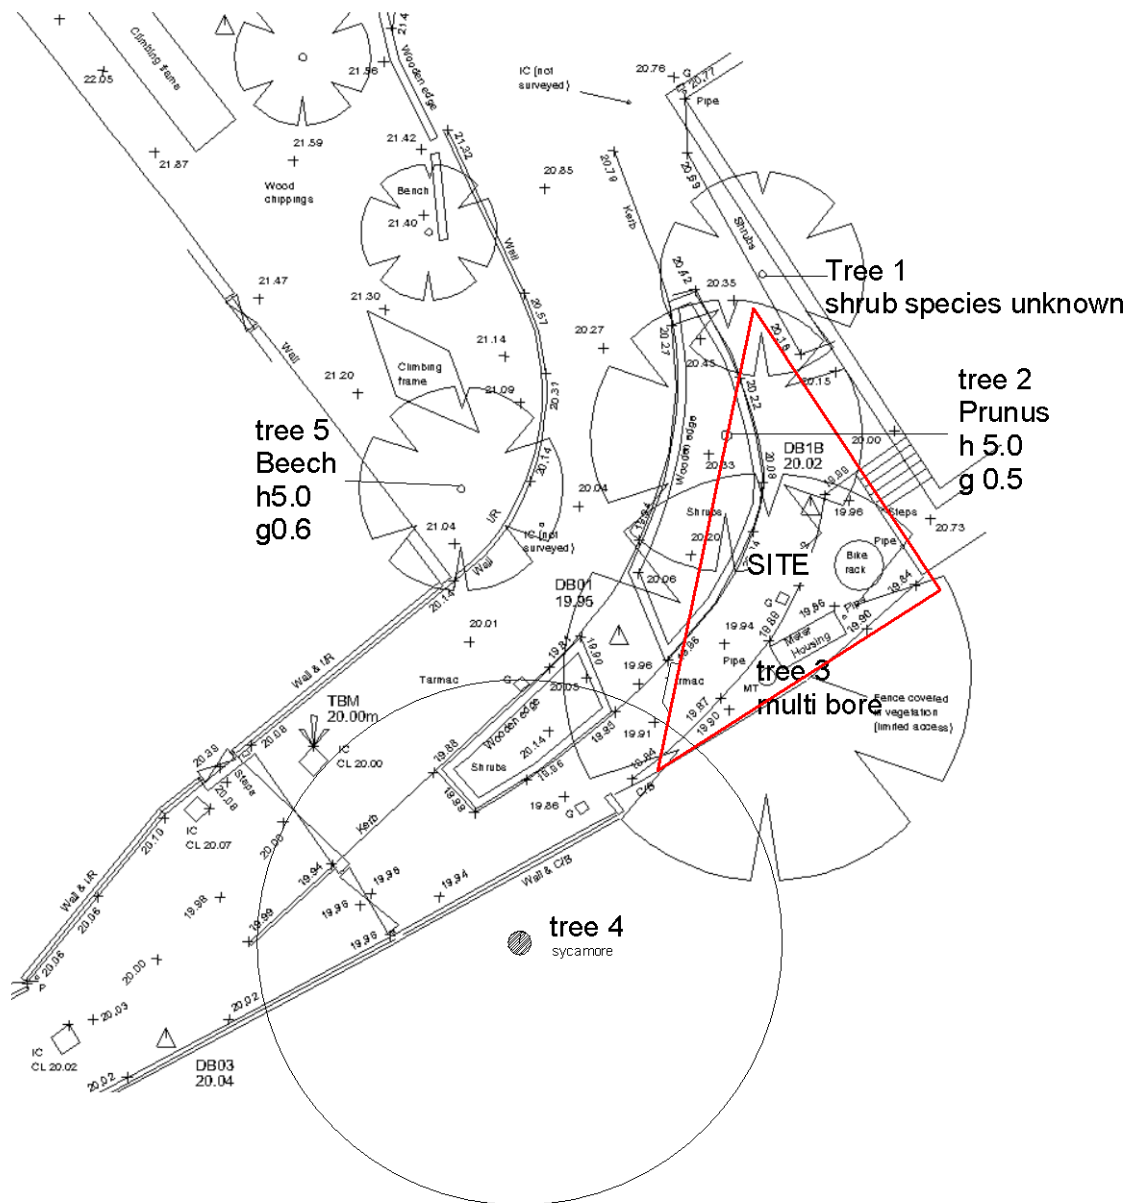 22.05
Climbing frame
21.87
21.59
Wood
chippings
21.56
21.4
Wooden edge
21.42
21.32
Bench
21.40
IC (not
surveyed)
20.76
G
20.77
Pipe
20.79
20.69
20.85
Kerb
Wall
Shrubs
Tree 1
shrub species unknown
21.47
21.30
20.42
20.35
20.57
20.27
20.27
20.18
21.14
20.45
Wall
Climbing
frame
21.20
21.09
20.31
20.22
20.15
tree 2
Prunus
h 5.0
g 0.5
tree 5
Beech
h5.0
g0.6
Wooden edge
DB1B
20.02
20.00
20.14
20.33
20.08
19.89
20.04
I/R
21.04
IC (not
surveyed)
Shrubs
19.96
Steps
20.73
Wall
20.20
Pipe
SITE
Bike
rack
20.14
DB01
19.95
20.06
G
19.84
20.01
19.94
19.89
19.86
Pipe
19.90
Meter
Housing
Wall & I/R
19.81
19.90
19.96
19.96
Pipe
tree 3
multi bore
MT
Tarmac
G
20.05
Fence covered
in vegetation
(limited access)
TBM
20.00m
Wooden edge
19.87
19.90
20.08
IC
CL 20.00
20.14
19.91
20.39
Steps
19.88
Shrubs
19.86
19.84
C/B
20.08
19.98
19.86
G
IC
CL 20.07
20.10
Kerb
Wall & I/R
19.94
19.94
Wall & C/B
19.98
20.06
19.99
tree 4
sycamore
20.06
20.00
20.03
20.02
IC
CL 20.02
20.02
DB03
20.04